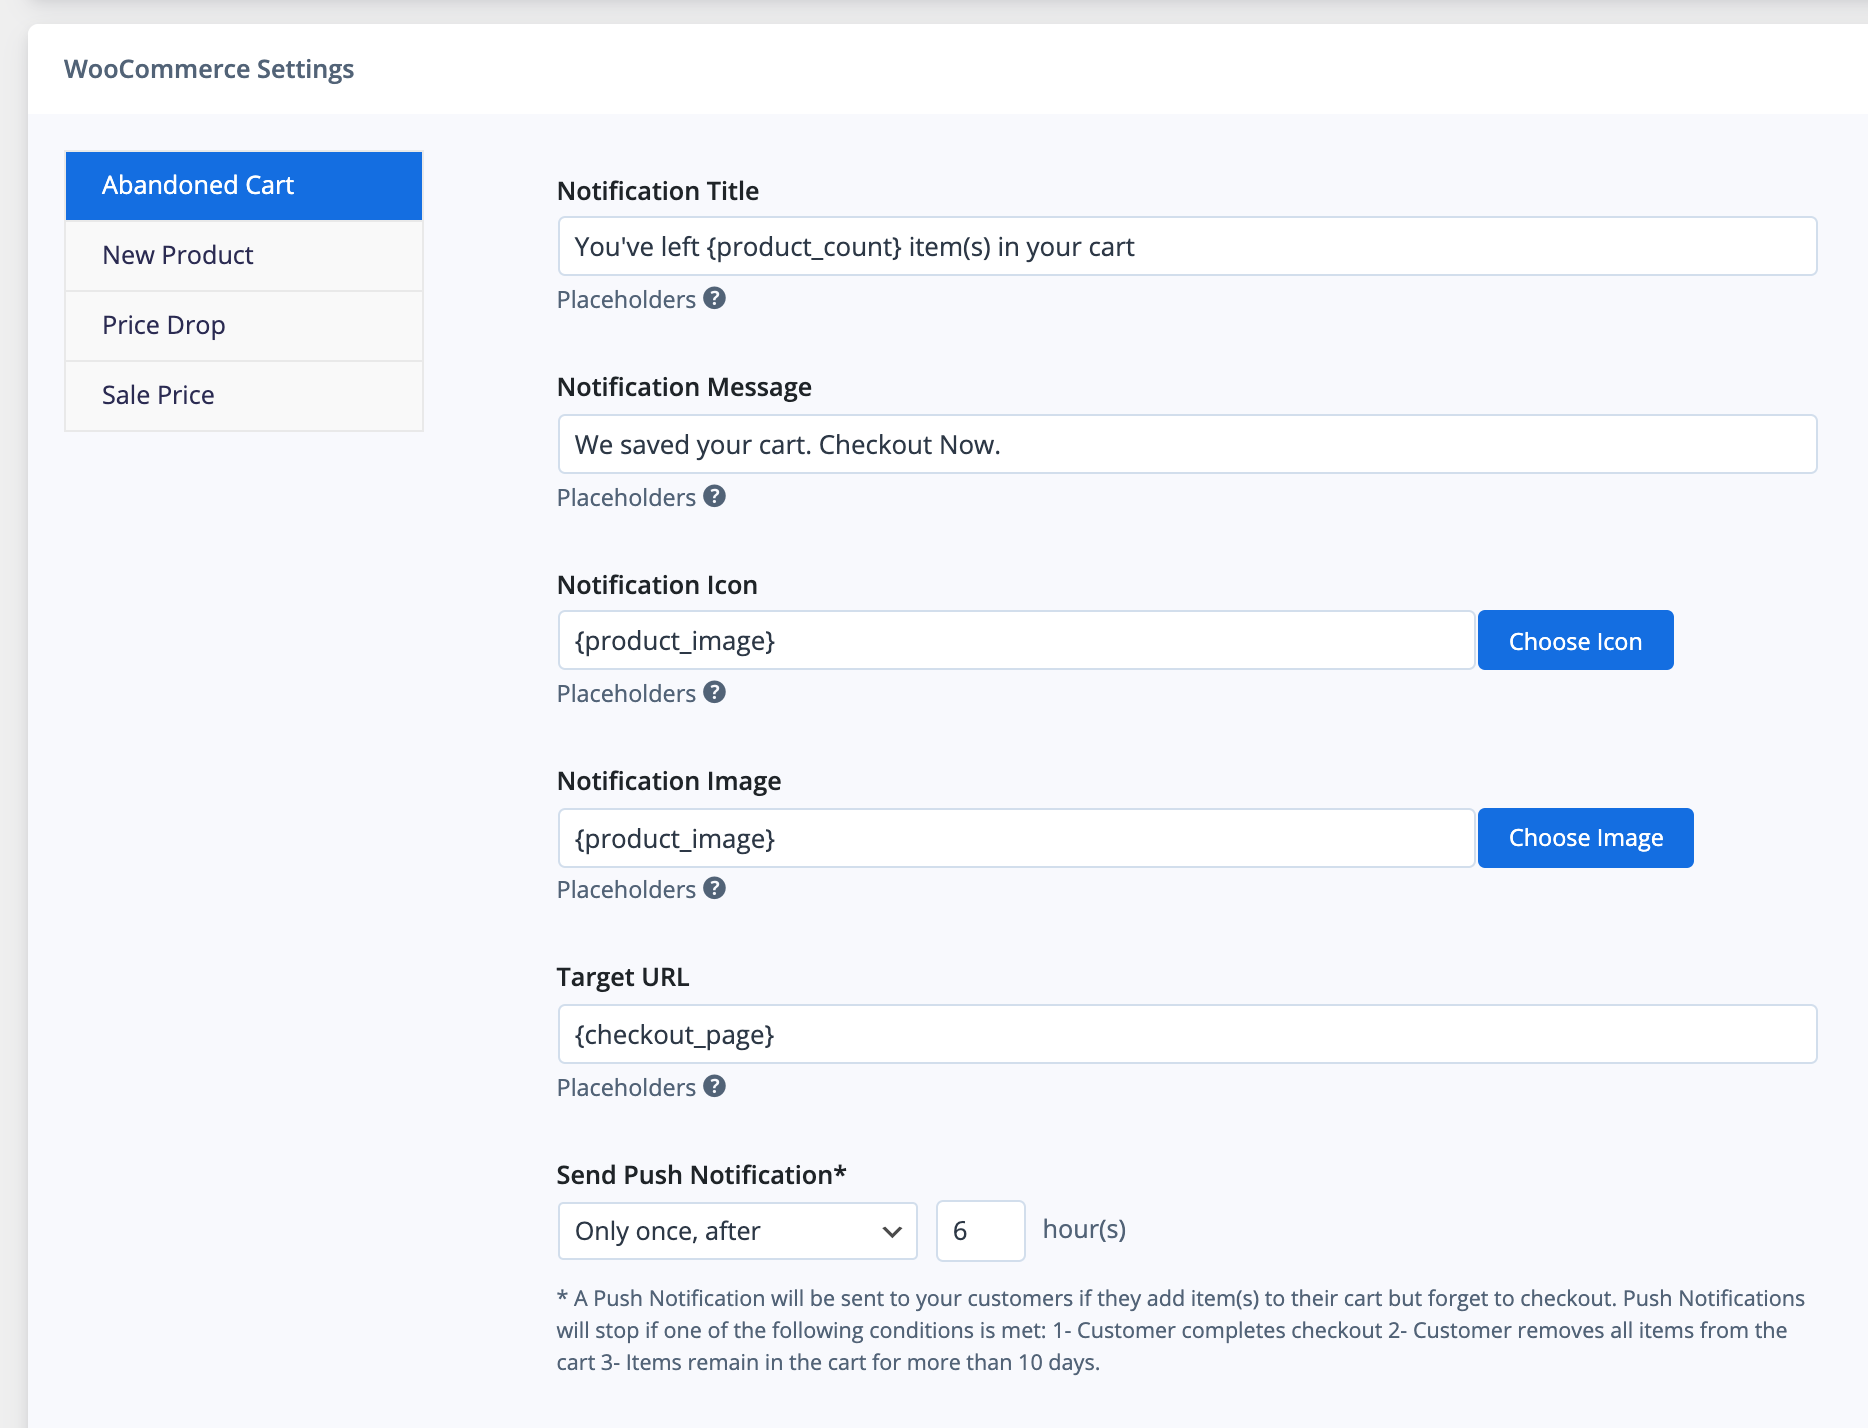 WooCommerce Settings
Abandoned Cart
New Product
Price Drop
Sale Price
Notification Title
You've left {product_count} item(s) in your cart
Placeholders ?
Notification Message
We saved your cart. Checkout Now.
Placeholders ?
Notification Icon
{product_image}
Choose Icon
Placeholders ?
Notification Image
{product_image}
Choose Image
Placeholders ?
Target URL
{checkout_page}
Placeholders ?
Send Push Notification*
Only once, after
6
hour(s)
* A Push Notification will be sent to your customers if they add item(s) to their cart but forget to checkout. Push Notifications
will stop if one of the following conditions is met: 1- Customer completes checkout 2- Customer removes all items from the
cart 3- Items remain in the cart for more than 10 days.